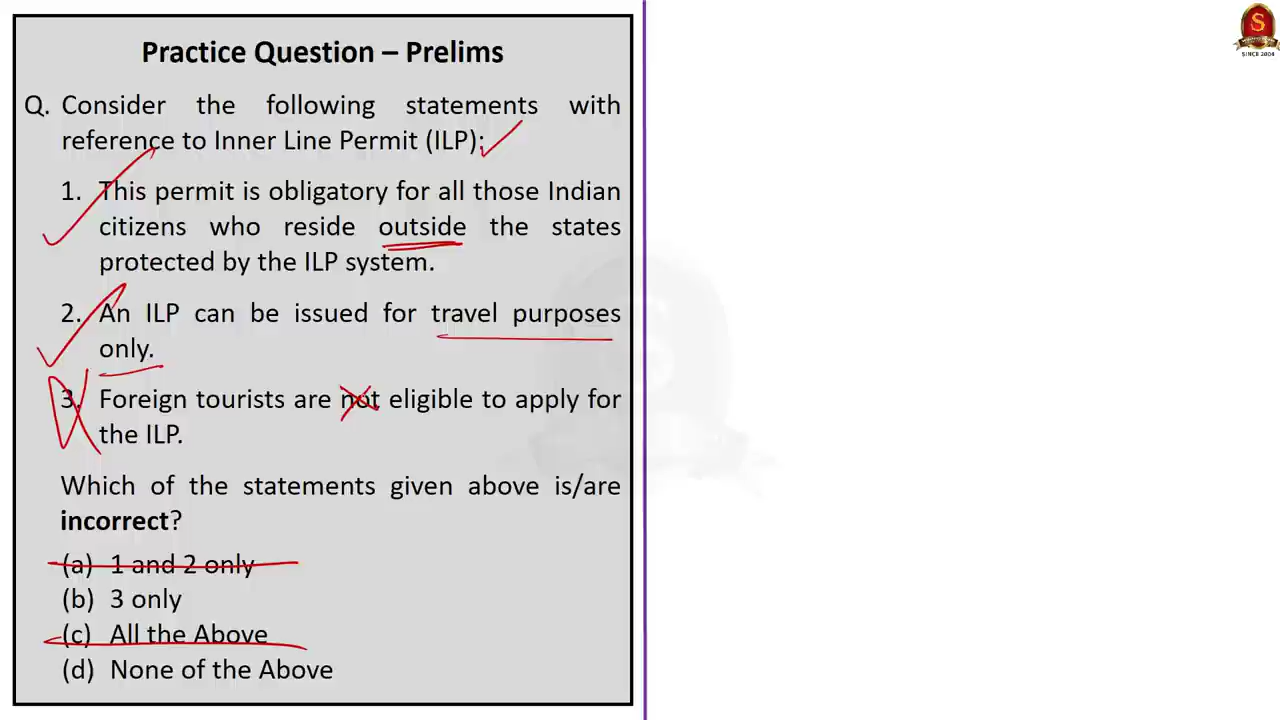 Practice Question – Prelims
Q. Consider the following statements with
reference to Inner Line Permit (ILP):
1. This permit is obligatory for all those Indian
citizens who reside outside the states
protected by the ILP system.
2. An ILP can be issued for travel purposes
only.
3. Foreign tourists are not eligible to apply for
the ILP.
Which of the statements given above is/are
incorrect?
(a) 1 and 2 only
(b) 3 only
(c) All the Above
(d) None of the Above
S
SINCE 2004